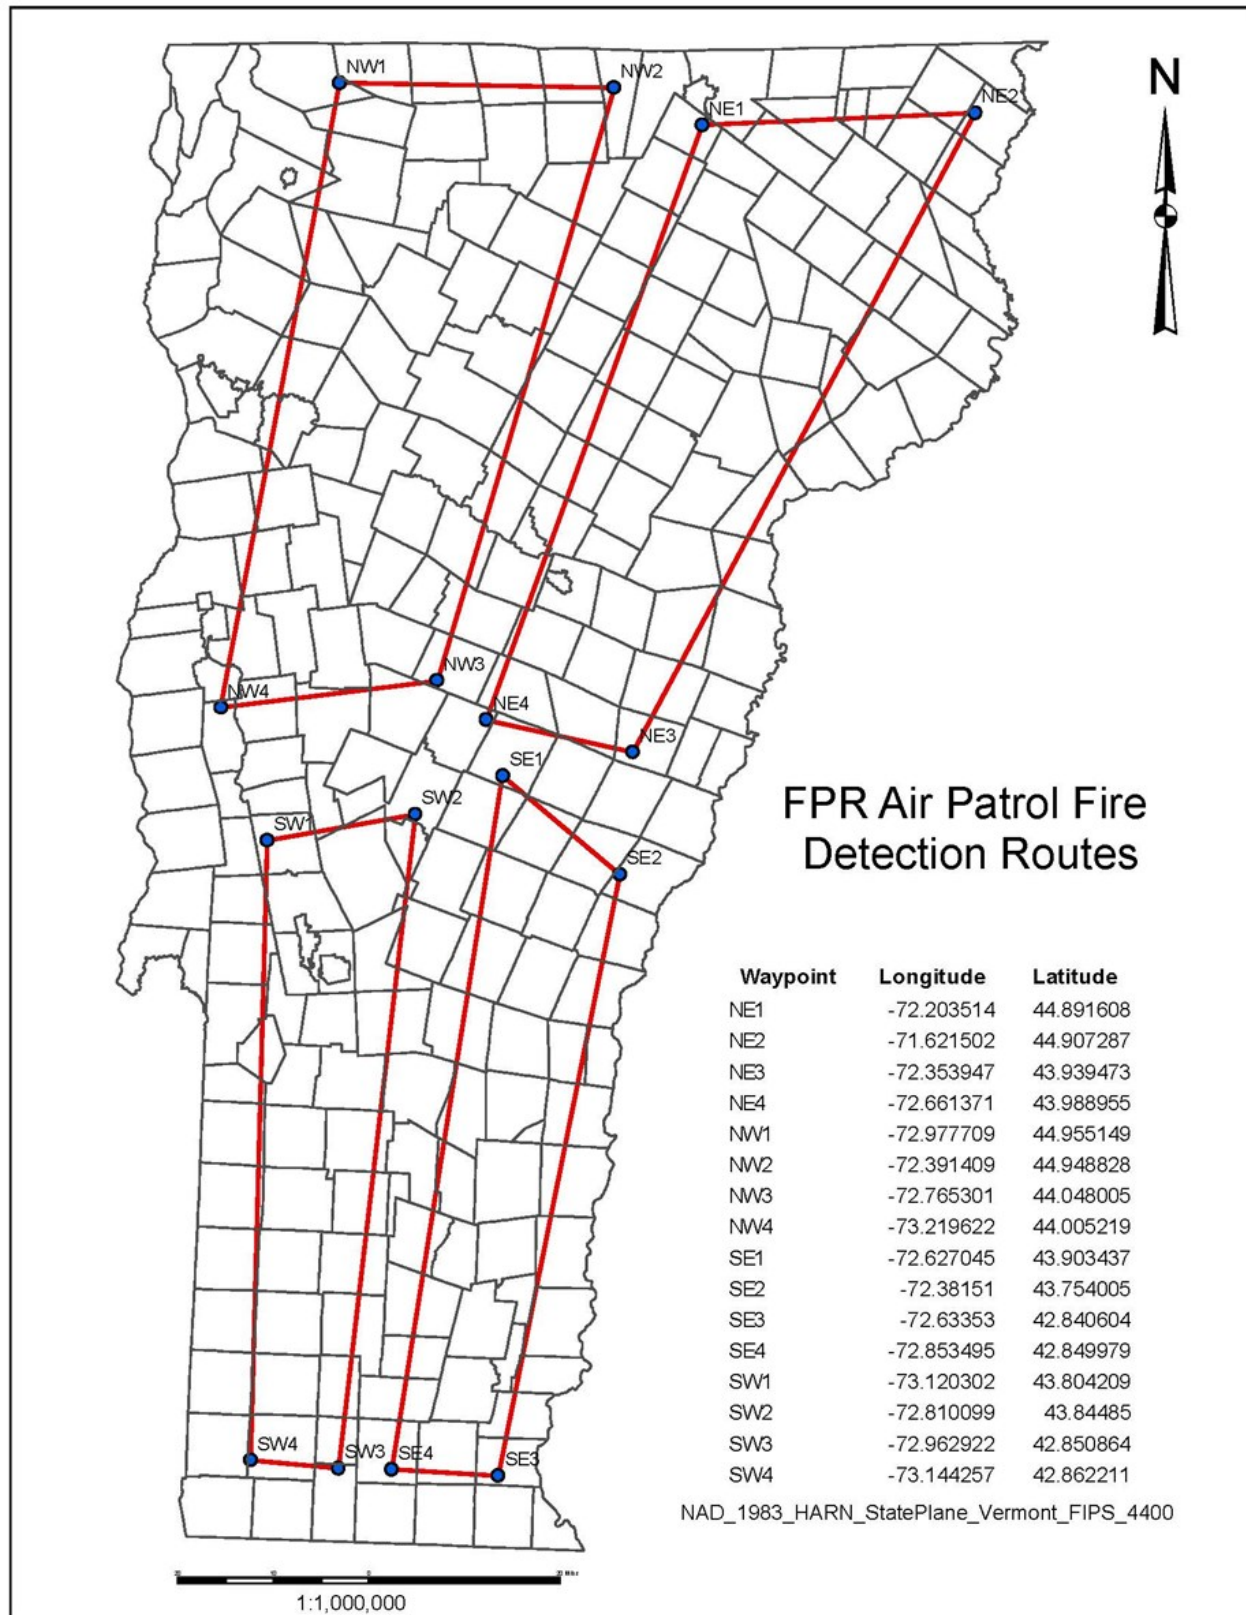 NW1
NW2
NE1
NE2
N
NW3
NW4
NE4
NE3
SE1
SW2
SW1
SE2
FPR Air Patrol Fire
Detection Routes
Waypoint Longitude Latitude
NE1 -72.203514 44.891608
NE2 -71.621502 44.907287
NE3 -72.353947 43.939473
NE4 -72.661371 43.988955
NW1 -72.977709 44.955149
NW2 -72.391409 44.948828
NW3 -72.765301 44.048005
NW4 -73.219622 44.005219
SE1 -72.627045 43.903437
SE2 -72.38151 43.754005
SE3 -72.63353 42.840604
SE4 -72.853495 42.849979
SW1 -73.120302 43.804209
SW2 -72.810099 43.84485
SW3 -72.962922 42.850864
SW4 -73.144257 42.862211
SW4
SW3
SE4
SE3
NAD_1983_HARN_StatePlane_Vermont_FIPS_4400
20 10 0 20 Miles
1:1,000,000